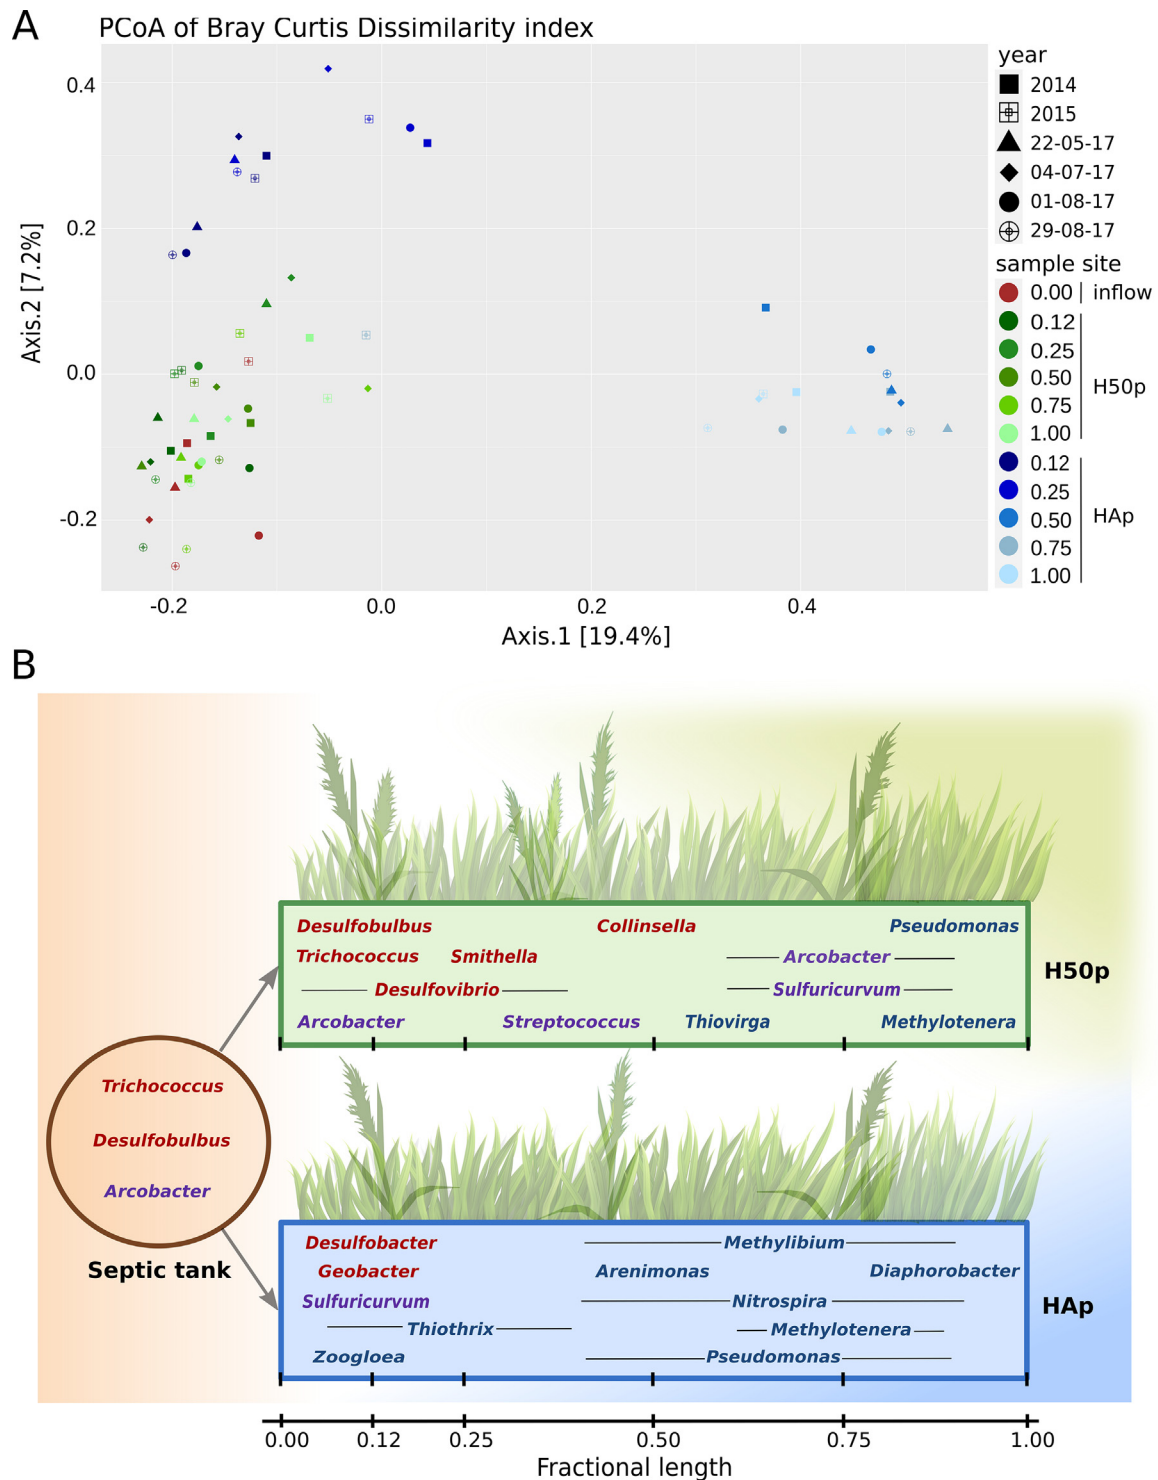 A
PCoA of Bray Curtis Dissimilarity index
Axis.2 [7.2%]
0.4
0.2
0.0
-0.2
-0.2 0.0 0.2 0.4
Axis.1 [19.4%]
year
2014
2015
22-05-17
04-07-17
01-08-17
29-08-17
sample site
0.00 inflow
0.12
0.25
0.50 H50p
0.75
1.00
0.12
0.25
0.50 HAp
0.75
1.00
B
Desulfobulbus Collinsella Pseudomonas
Trichococcus Smithella Arcobacter
H50p
Desulfovibrio Sulfuricurvum
Arcobacter Streptococcus Thiovirga Methylotenera
Trichococcus
Desulfobulbus
Arcobacter
Septic tank
Desulfobacter Methylibium
Geobacter Arenimonas Diaphorobacter
Sulfuricurvum Nitrospira
HAp
Thiothrix Methylotenera
Zoogloea Pseudomonas
0.00 0.12 0.25 0.50 0.75 1.00
Fractional length